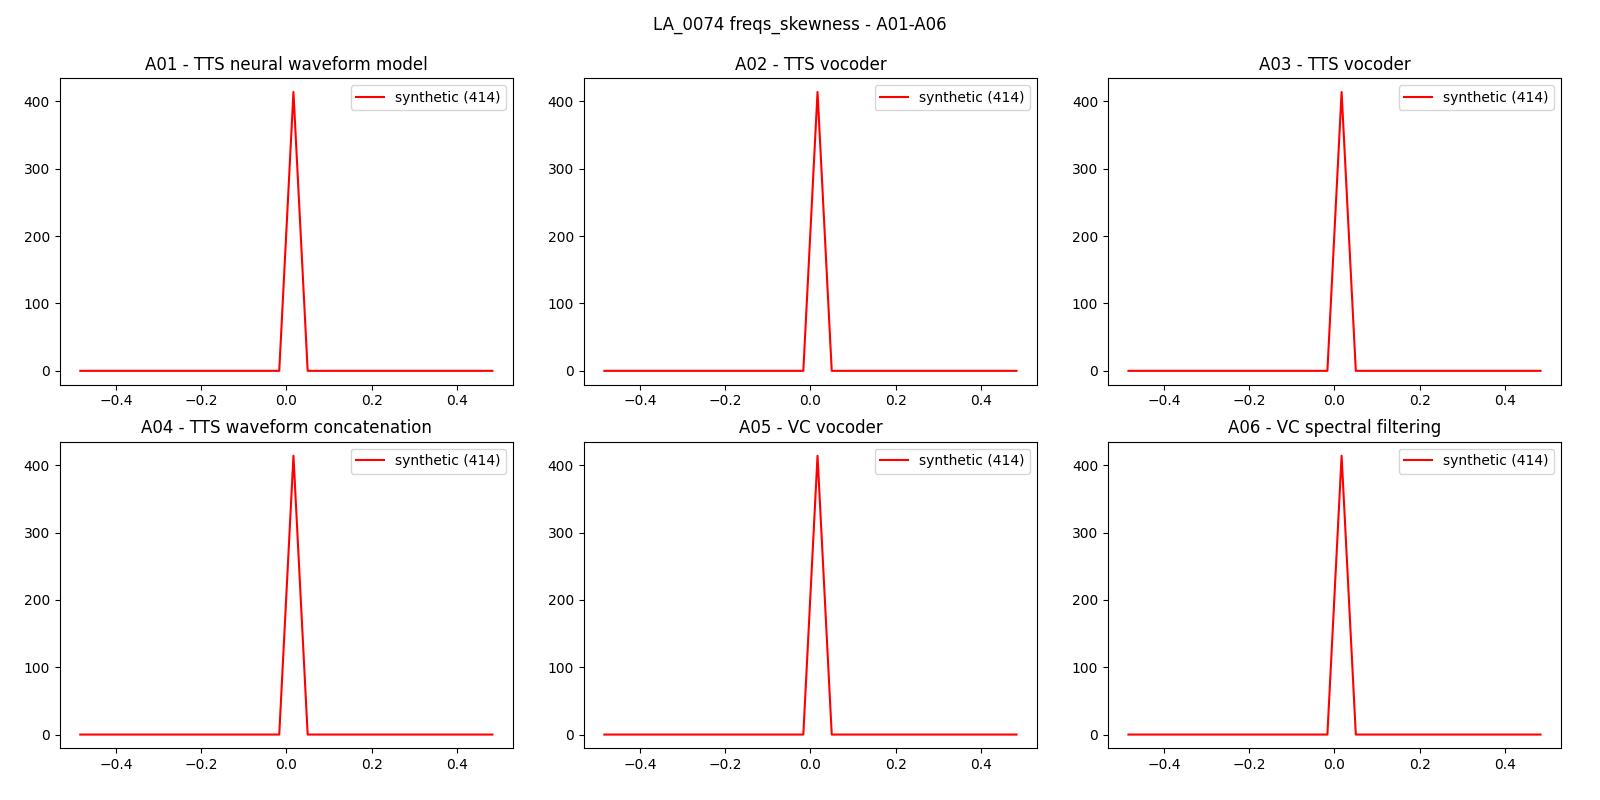 LA_0074 freqs_skewness - A01-A06
A01 - TTS neural waveform model
synthetic (414)
400
300
200
100
0
−0.4 −0.2 0.0 0.2 0.4
A02 - TTS vocoder
synthetic (414)
400
300
200
100
0
−0.4 −0.2 0.0 0.2 0.4
A03 - TTS vocoder
synthetic (414)
400
300
200
100
0
−0.4 −0.2 0.0 0.2 0.4
A04 - TTS waveform concatenation
synthetic (414)
400
300
200
100
0
−0.4 −0.2 0.0 0.2 0.4
A05 - VC vocoder
synthetic (414)
400
300
200
100
0
−0.4 −0.2 0.0 0.2 0.4
A06 - VC spectral filtering
synthetic (414)
400
300
200
100
0
−0.4 −0.2 0.0 0.2 0.4